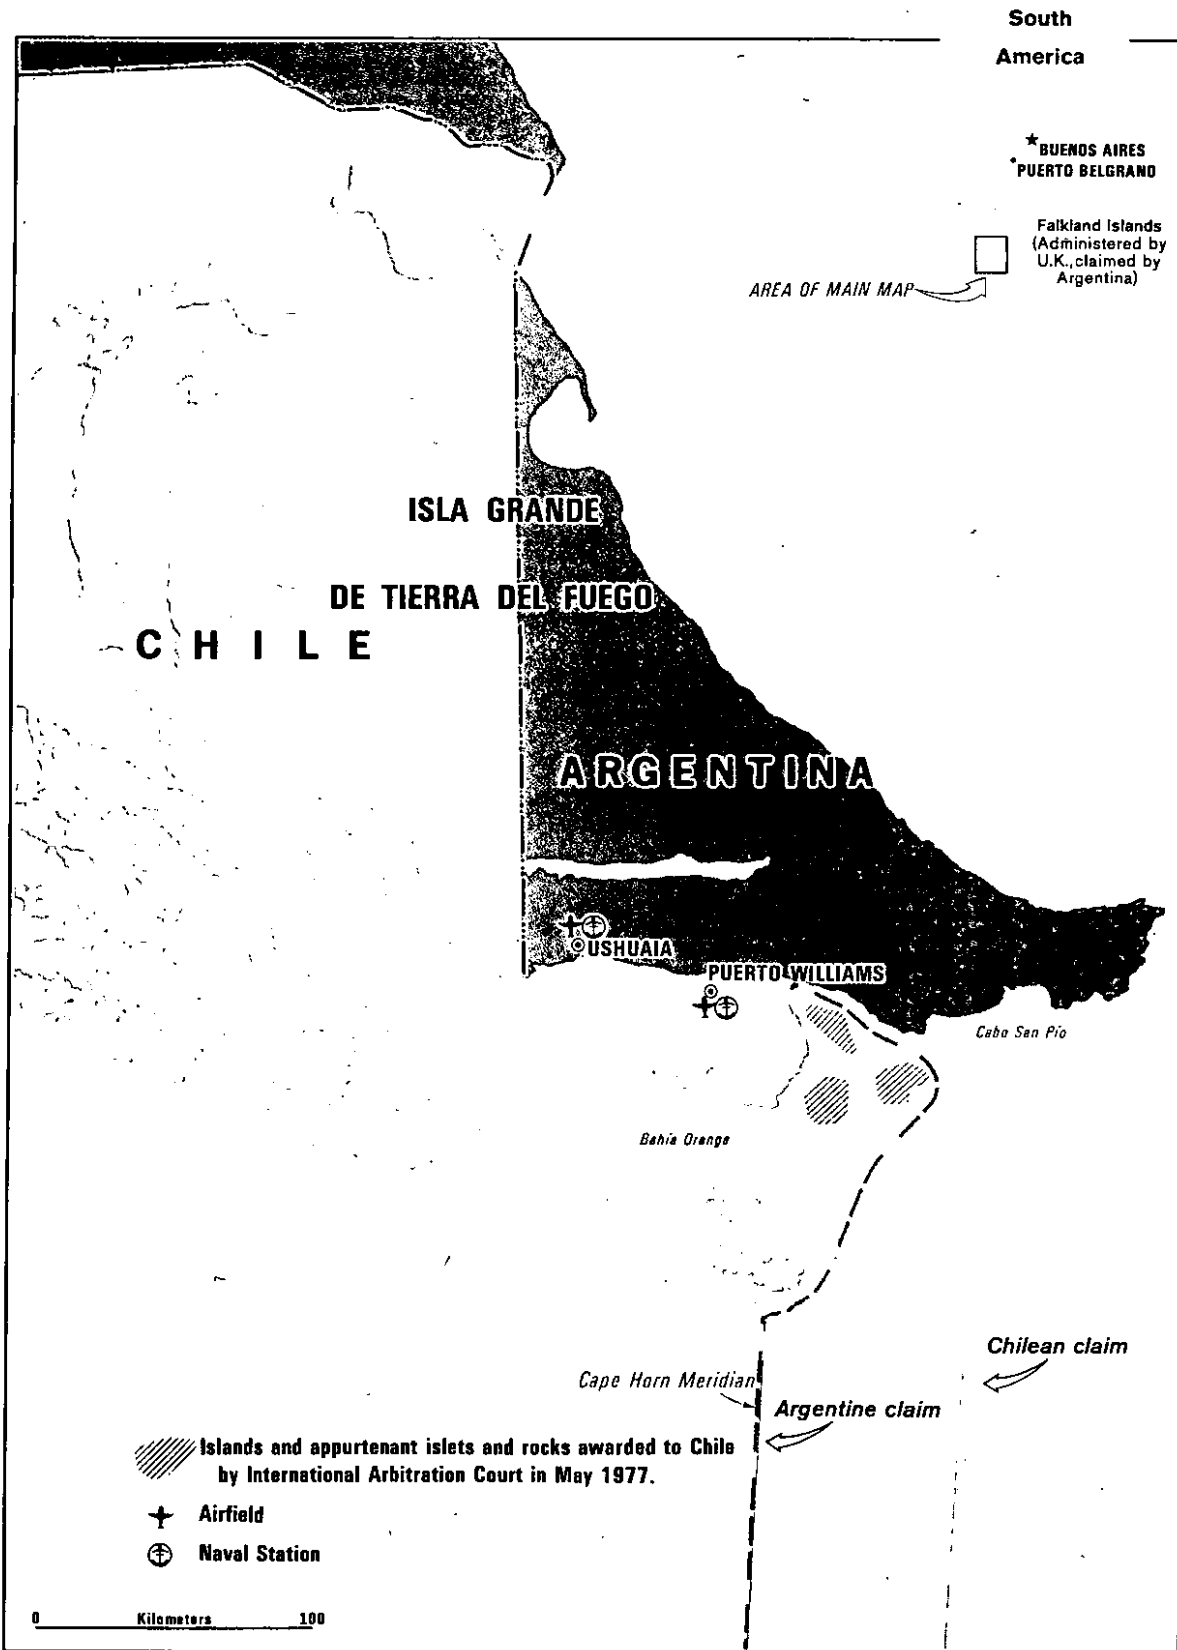 South
America
BUENOS AIRES
PUERTO BELGRANO
Falkland Islands
(Administered by
U.K., claimed by
Argentina)
AREA OF MAIN MAP
ISLA GRANDE
DE TIERRA DEL FUEGO
CHILE
ARGENTINA
USHUAIA
PUERTO WILLIAMS
Cabo San Pío
Bahía Orange
Chilean claim
Cape Horn Meridian
Argentine claim
Islands and appurtenant islets and rocks awarded to Chile
by International Arbitration Court in May 1977.
Airfield
Naval Station
0 Kilometers 100